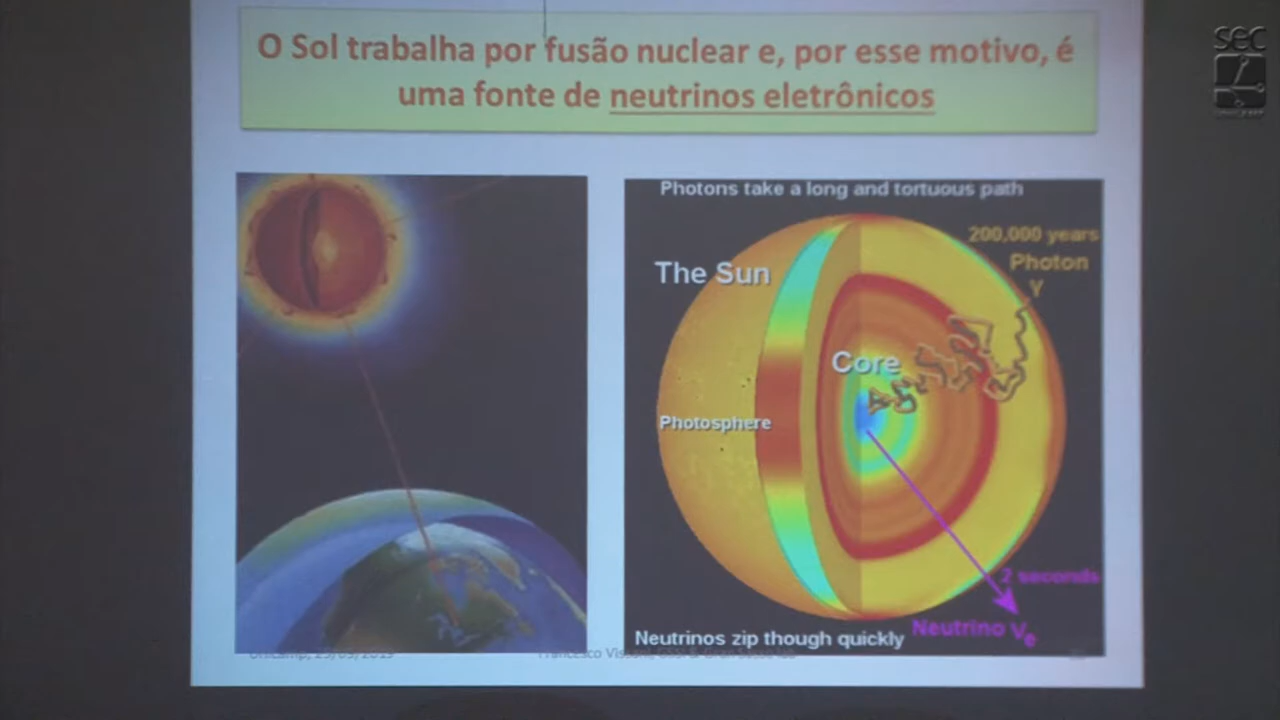 O Sol trabalha por fusão nuclear e, por esse motivo, é
uma fonte de neutrinos eletrônicos
sec
Photons take a long and tortuous path
200,000 years
Photon
γ
The Sun
Core
Photosphere
2 seconds
Neutrino νe
Neutrinos zip though quickly